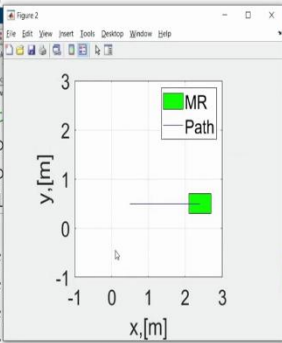 Figure 2
File Edit View Insert Tools Desktop Window Help
MR
Path
y,[m]
3
2
1
0
-1
-1 0 1 2 3
x,[m]